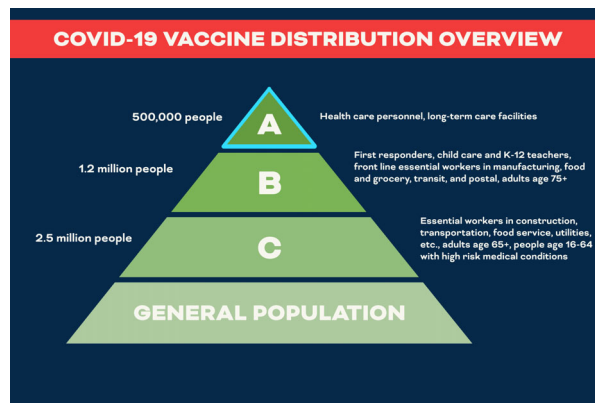 COVID-19 VACCINE DISTRIBUTION OVERVIEW
500,000 people
A
Health care personnel, long-term care facilities
1.2 million people
B
First responders, child care and K-12 teachers,
front line essential workers in manufacturing, food
and grocery, transit, and postal, adults age 75+
2.5 million people
C
Essential workers in construction,
transportation, food service, utilities,
etc., adults age 65+, people age 16-64
with high risk medical conditions
GENERAL POPULATION